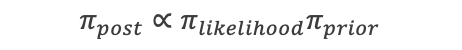 π_post ∝ π_likelihood π_prior